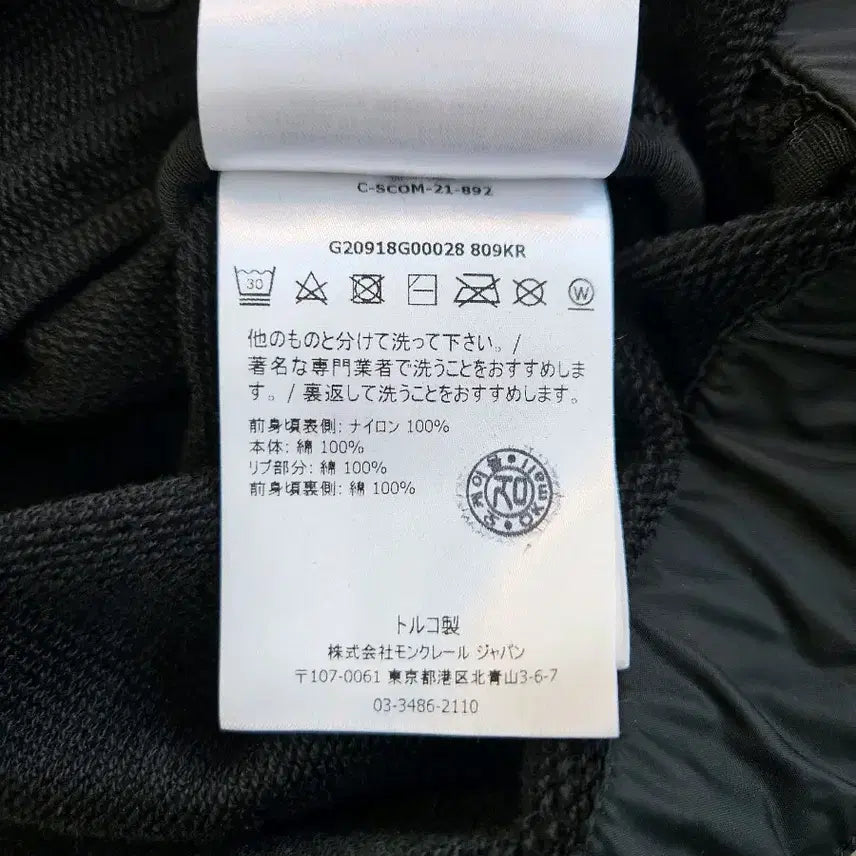 C-SCOM-21-892
G20918G00028 809KR
30
W
他のものと分けて洗って下さい。/
著名な専門業者で洗うことをおすすめしま
す。/ 裏返して洗うことをおすすめします。
前身頃表側: ナイロン 100%
本体: 綿 100%
リブ部分: 綿 100%
前身頃裏側: 綿 100%
OKmall
トルコ製
株式会社モンクレール ジャパン
〒107-0061 東京都港区北青山3-6-7
03-3486-2110